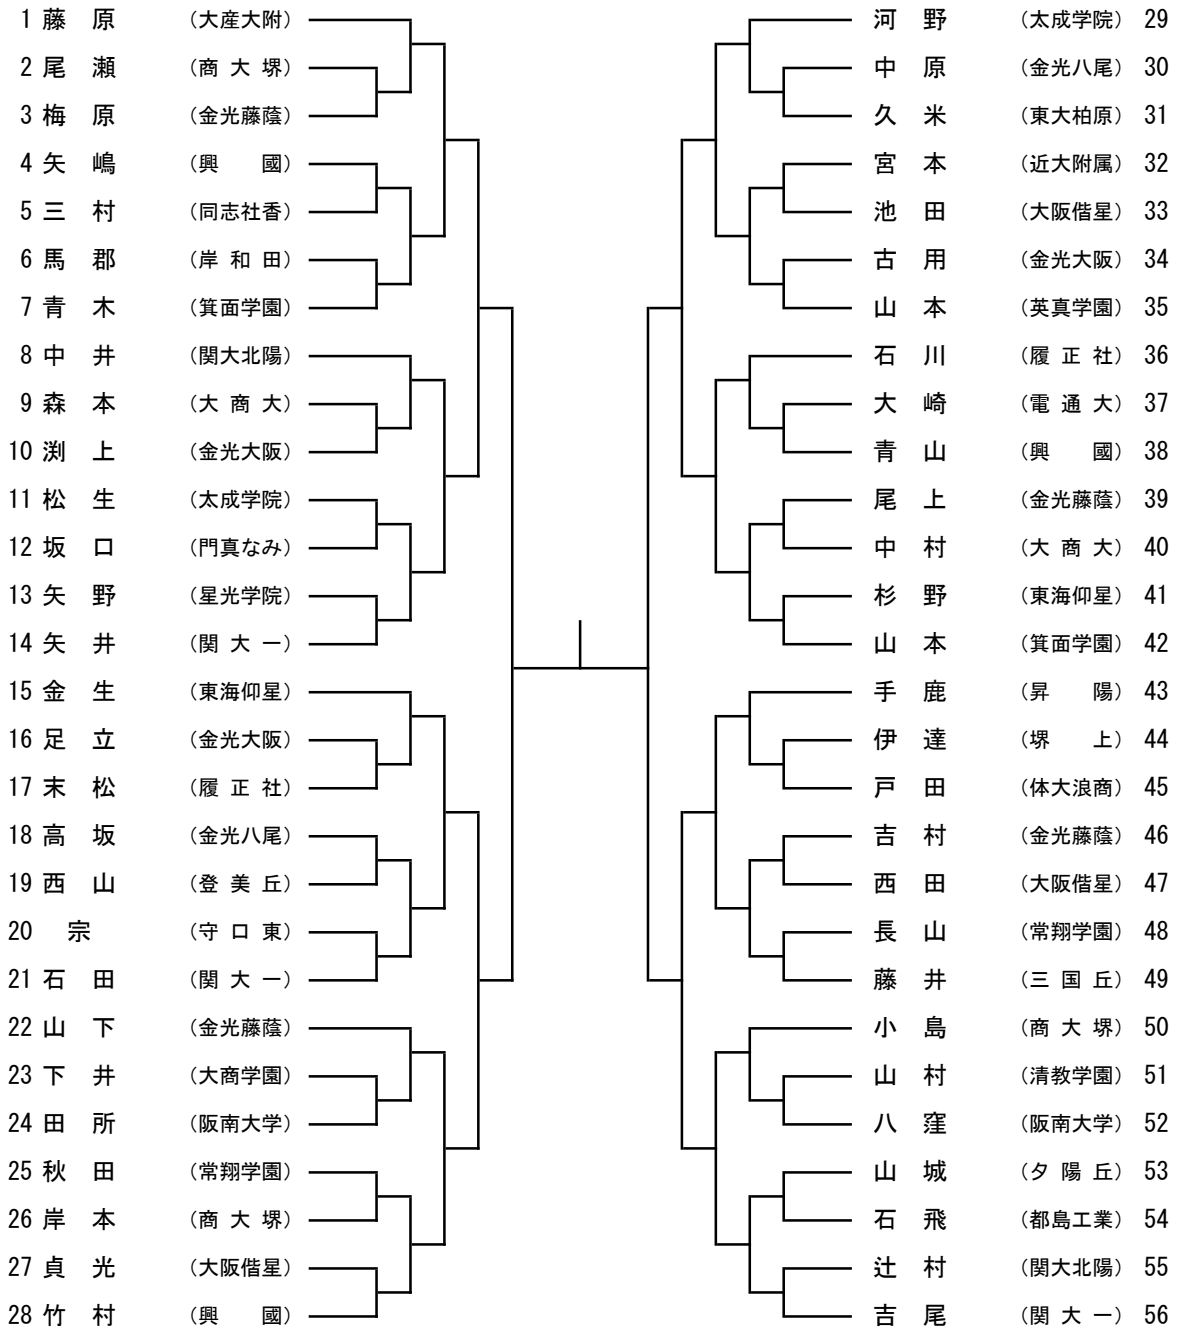 1 藤 原 （大産大附）
2 尾 瀬 （商 大 堺）
3 梅 原 （金光藤蔭）
4 矢 嶋 （興 國）
5 三 村 （同志社香）
6 馬 郡 （岸 和 田）
7 青 木 （箕面学園）
8 中 井 （関大北陽）
9 森 本 （大 商 大）
10 渕 上 （金光大阪）
11 松 生 （太成学院）
12 坂 口 （門真なみ）
13 矢 野 （星光学院）
14 矢 井 （関 大 一）
15 金 生 （東海仰星）
16 足 立 （金光大阪）
17 末 松 （履 正 社）
18 高 坂 （金光八尾）
19 西 山 （登 美 丘）
20 宗 （守 口 東）
21 石 田 （関 大 一）
22 山 下 （金光藤蔭）
23 下 井 （大商学園）
24 田 所 （阪南大学）
25 秋 田 （常翔学園）
26 岸 本 （商 大 堺）
27 貞 光 （大阪偕星）
28 竹 村 （興 國）
河 野 （太成学院） 29
中 原 （金光八尾） 30
久 米 （東大柏原） 31
宮 本 （近大附属） 32
池 田 （大阪偕星） 33
古 用 （金光大阪） 34
山 本 （英真学園） 35
石 川 （履 正 社） 36
大 崎 （電 通 大） 37
青 山 （興 國） 38
尾 上 （金光藤蔭） 39
中 村 （大 商 大） 40
杉 野 （東海仰星） 41
山 本 （箕面学園） 42
手 鹿 （昇 陽） 43
伊 達 （堺 上） 44
戸 田 （体大浪商） 45
吉 村 （金光藤蔭） 46
西 田 （大阪偕星） 47
長 山 （常翔学園） 48
藤 井 （三 国 丘） 49
小 島 （商 大 堺） 50
山 村 （清教学園） 51
八 窪 （阪南大学） 52
山 城 （夕 陽 丘） 53
石 飛 （都島工業） 54
辻 村 （関大北陽） 55
吉 尾 （関 大 一） 56